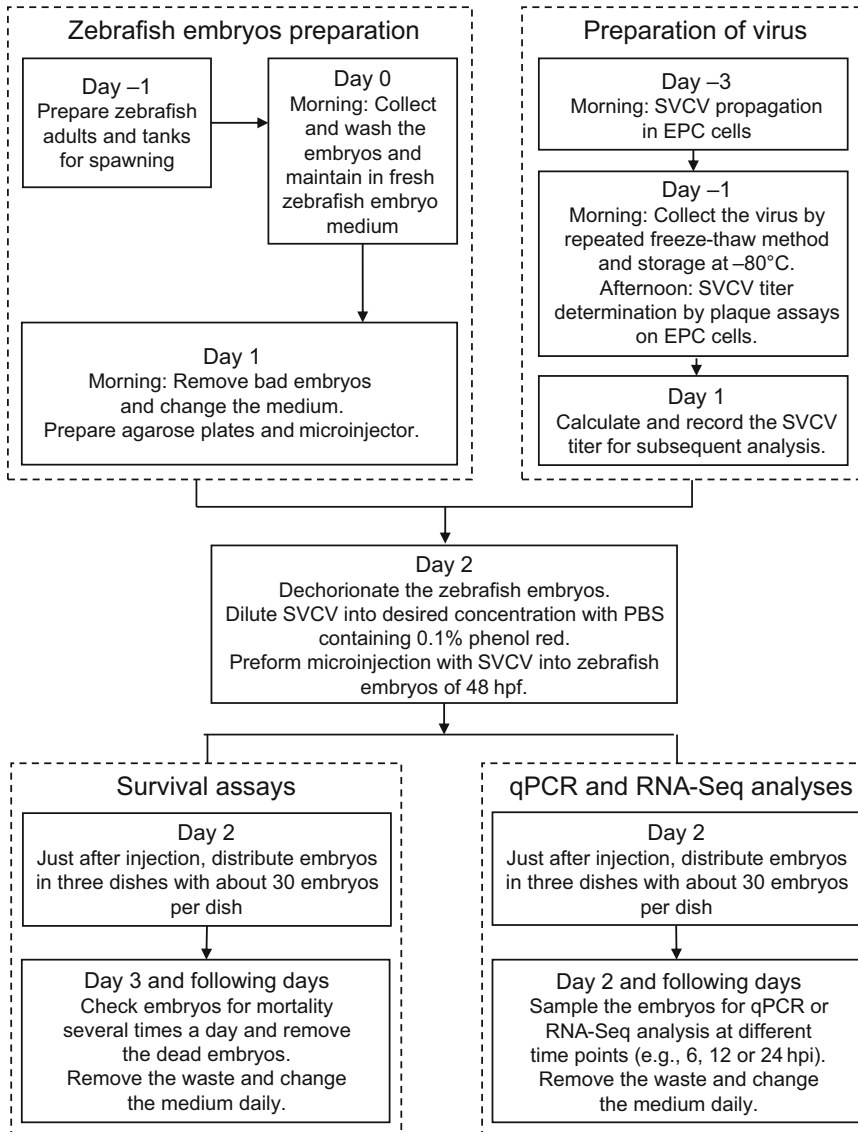 Zebrafish embryos preparation
Day –1
Prepare zebrafish
adults and tanks
for spawning
Day 0
Morning: Collect
and wash the
embryos and
maintain in fresh
zebrafish embryo
medium
Day 1
Morning: Remove bad embryos
and change the medium.
Prepare agarose plates and microinjector.
Preparation of virus
Day –3
Morning: SVCV propagation
in EPC cells
Day –1
Morning: Collect the virus by
repeated freeze-thaw method
and storage at –80°C.
Afternoon: SVCV titer
determination by plaque assays
on EPC cells.
Day 1
Calculate and record the SVCV
titer for subsequent analysis.
Day 2
Dechorionate the zebrafish embryos.
Dilute SVCV into desired concentration with PBS
containing 0.1% phenol red.
Preform microinjection with SVCV into zebrafish
embryos of 48 hpf.
Survival assays
Day 2
Just after injection, distribute embryos
in three dishes with about 30 embryos
per dish
Day 3 and following days
Check embryos for mortality
several times a day and remove
the dead embryos.
Remove the waste and change
the medium daily.
qPCR and RNA-Seq analyses
Day 2
Just after injection, distribute embryos
in three dishes with about 30 embryos
per dish
Day 2 and following days
Sample the embryos for qPCR or
RNA-Seq analysis at different
time points (e.g., 6, 12 or 24 hpi).
Remove the waste and change
the medium daily.